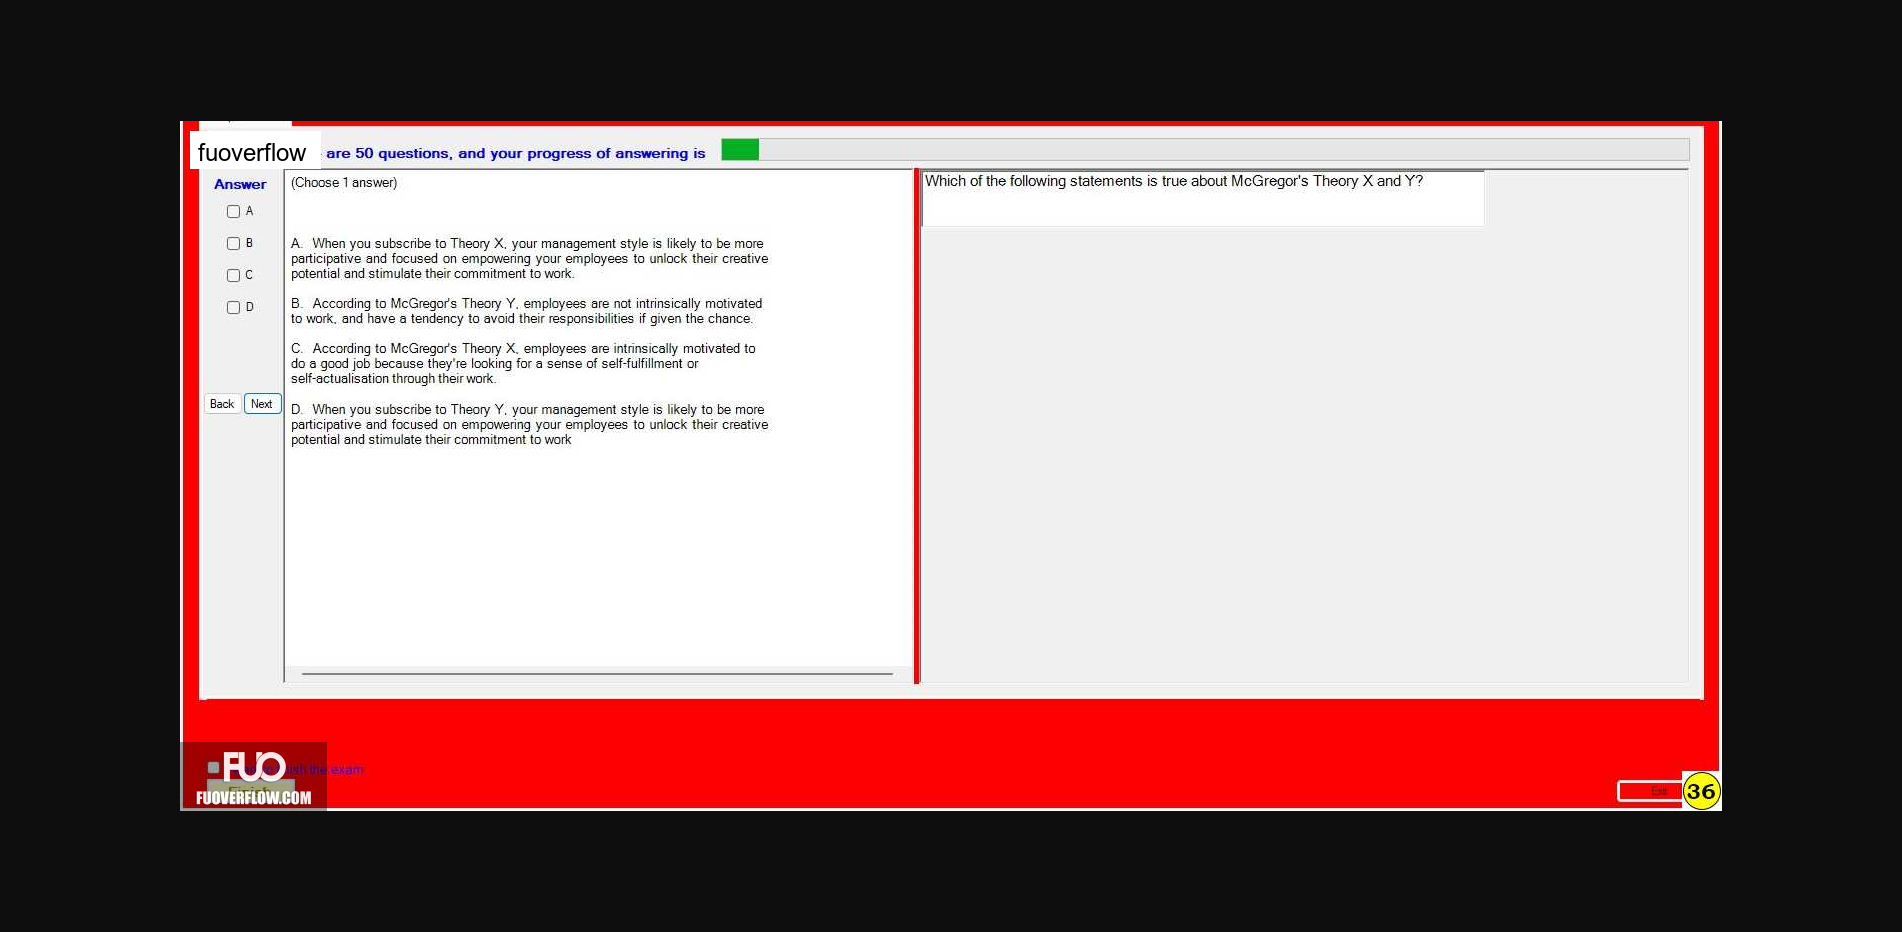 fuoverflow are 50 questions, and your progress of answering is
Answer
A
B
C
D
Back Next
(Choose 1 answer)
A. When you subscribe to Theory X, your management style is likely to be more
participative and focused on empowering your employees to unlock their creative
potential and stimulate their commitment to work.
B. According to McGregor's Theory Y, employees are not intrinsically motivated
to work, and have a tendency to avoid their responsibilities if given the chance.
C. According to McGregor's Theory X, employees are intrinsically motivated to
do a good job because they're looking for a sense of self-fulfillment or
self-actualisation through their work.
D. When you subscribe to Theory Y, your management style is likely to be more
participative and focused on empowering your employees to unlock their creative
potential and stimulate their commitment to work
Which of the following statements is true about McGregor's Theory X and Y?
FUO
the exam
Finish
FUOVERFLOW.COM
Exit
36